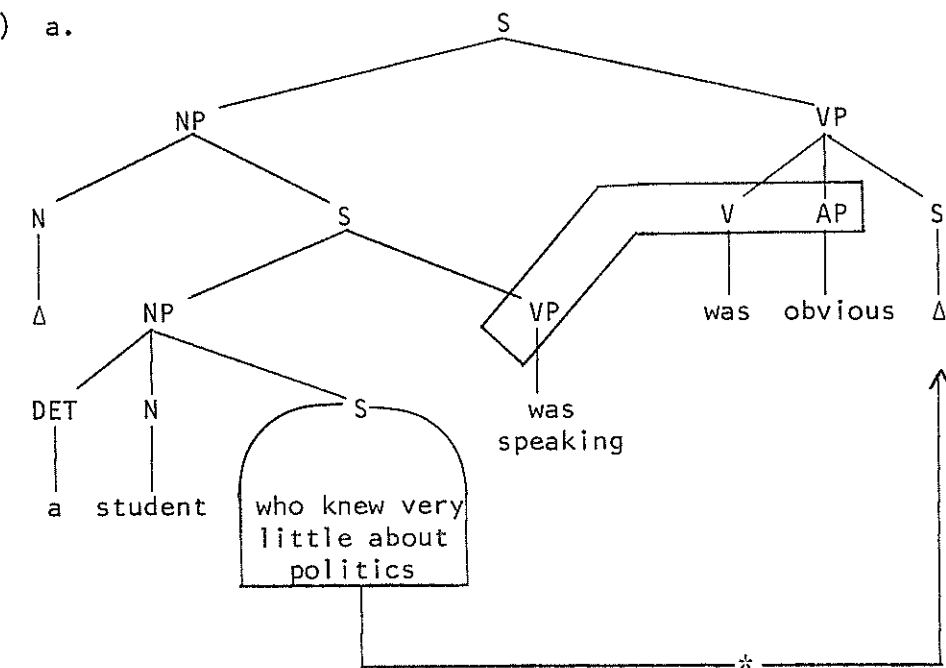 ) a.
S
NP VP
N S V AP S
Δ NP VP was obvious Δ
DET N S was
speaking
a student who knew very
little about
politics
*